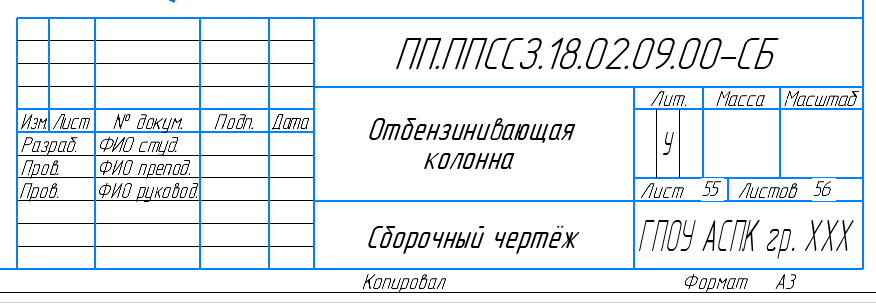 ПП.ППССЗ.18.02.09.00-СБ
Изм. Лист № докум. Подп. Дата
Разраб. ФИО студ.
Пров. ФИО препод.
Пров. ФИО руковод.
Отбензинивающая
колонна
Лит. Масса Масштаб
У
Лист 55 Листов 56
Сборочный чертёж
ГПОУ АСПК гр. XXX
Копировал Формат А3